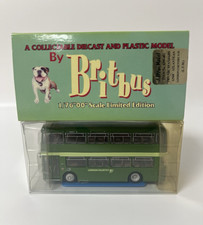 A COLLECTABLE DIECAST AND PLASTIC MODEL
By
Britbus
1:76 "00" Scale Limited Edition